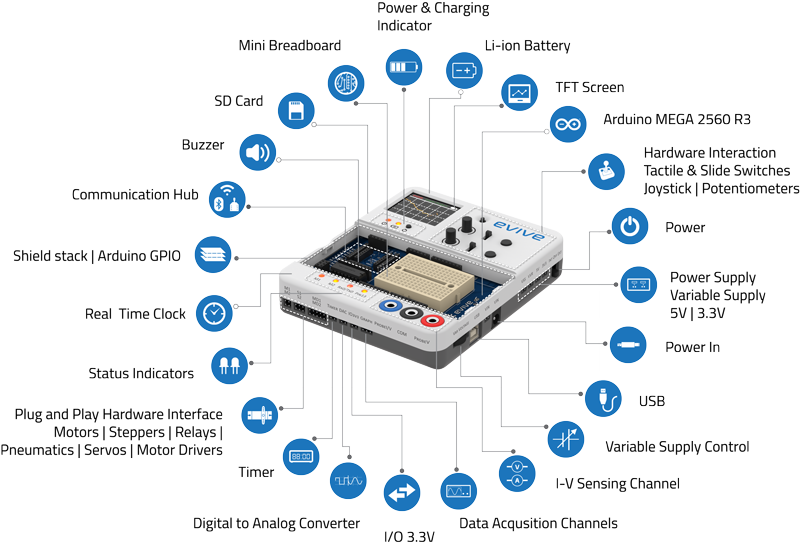 Power & Charging
Indicator
Mini Breadboard
Li-ion Battery
SD Card
TFT Screen
Arduino MEGA 2560 R3
Buzzer
Hardware Interaction
Tactile & Slide Switches
Joystick | Potentiometers
Communication Hub
Power
evive
Shield stack | Arduino GPIO
Power Supply
Variable Supply
5V | 3.3V
Real Time Clock
Power In
Status Indicators
USB
Plug and Play Hardware Interface
Motors | Steppers | Relays |
Pneumatics | Servos | Motor Drivers
Variable Supply Control
88:00
Timer
V
A
I-V Sensing Channel
Digital to Analog Converter
I/O 3.3V
Data Acqusition Channels